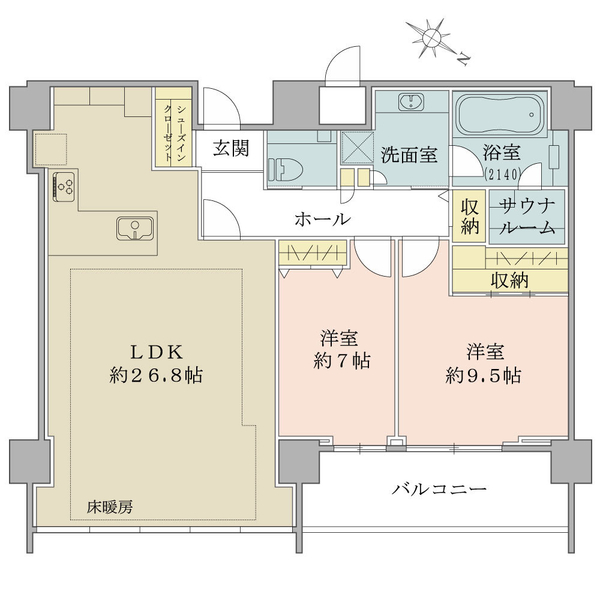 N
シューズイン
クローゼット
玄関
洗面室
浴室
(2140)
ホール
収納
サウナ
ルーム
収納
LDK
約26.8帖
洋室
約7帖
洋室
約9.5帖
バルコニー
床暖房